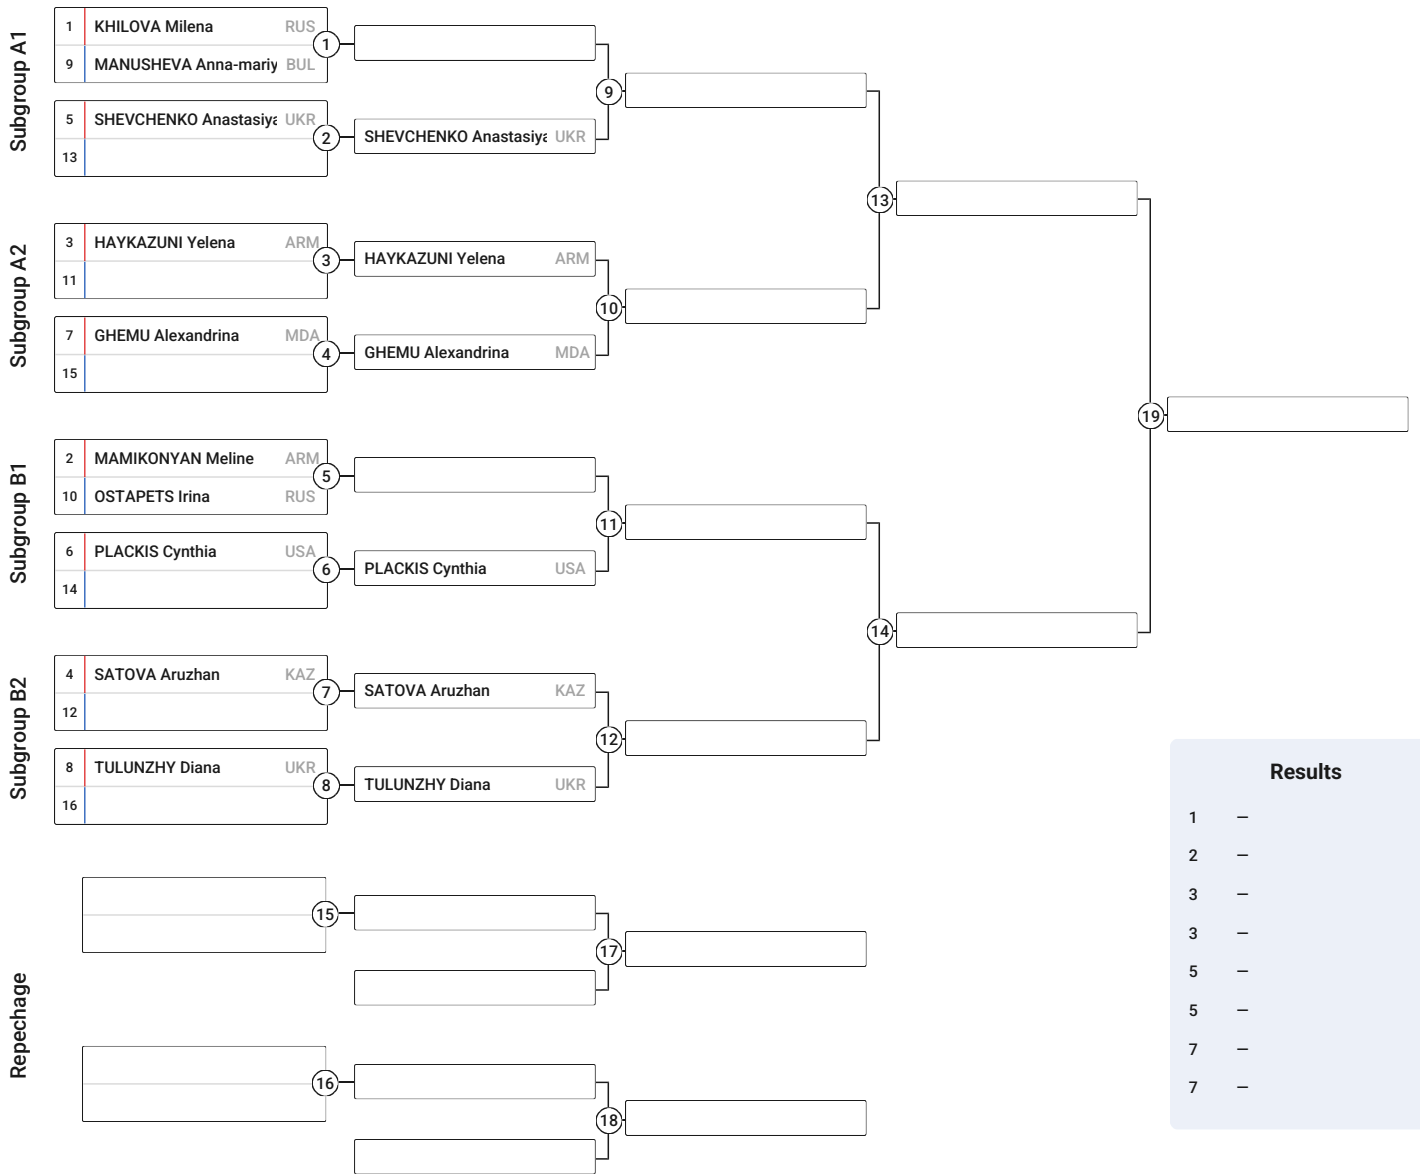 Subgroup A1
1 KHILOVA Milena RUS
9 MANUSHEVA Anna-mariy BUL
1
5 SHEVCHENKO Anastasiya UKR
13
2
SHEVCHENKO Anastasiya UKR
9
Subgroup A2
3 HAYKAZUNI Yelena ARM
11
3
HAYKAZUNI Yelena ARM
7 GHEMU Alexandrina MDA
15
4
GHEMU Alexandrina MDA
10
13
Subgroup B1
2 MAMIKONYAN Meline ARM
10 OSTAPETS Irina RUS
5
6 PLACKIS Cynthia USA
14
6
PLACKIS Cynthia USA
11
Subgroup B2
4 SATOVA Aruzhan KAZ
12
7
SATOVA Aruzhan KAZ
8 TULUNZHY Diana UKR
16
8
TULUNZHY Diana UKR
12
14
19
Repechage
15
17
16
18
Results
1 –
2 –
3 –
3 –
5 –
5 –
7 –
7 –